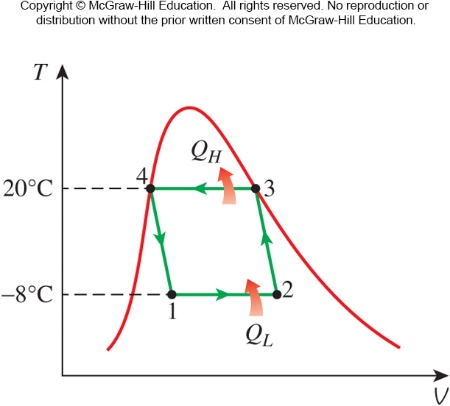 Copyright © McGraw-Hill Education. All rights reserved. No reproduction or
distribution without the prior written consent of McGraw-Hill Education.
T
Q_H
4
20°C
3
-8°C
2
1
Q_L
V